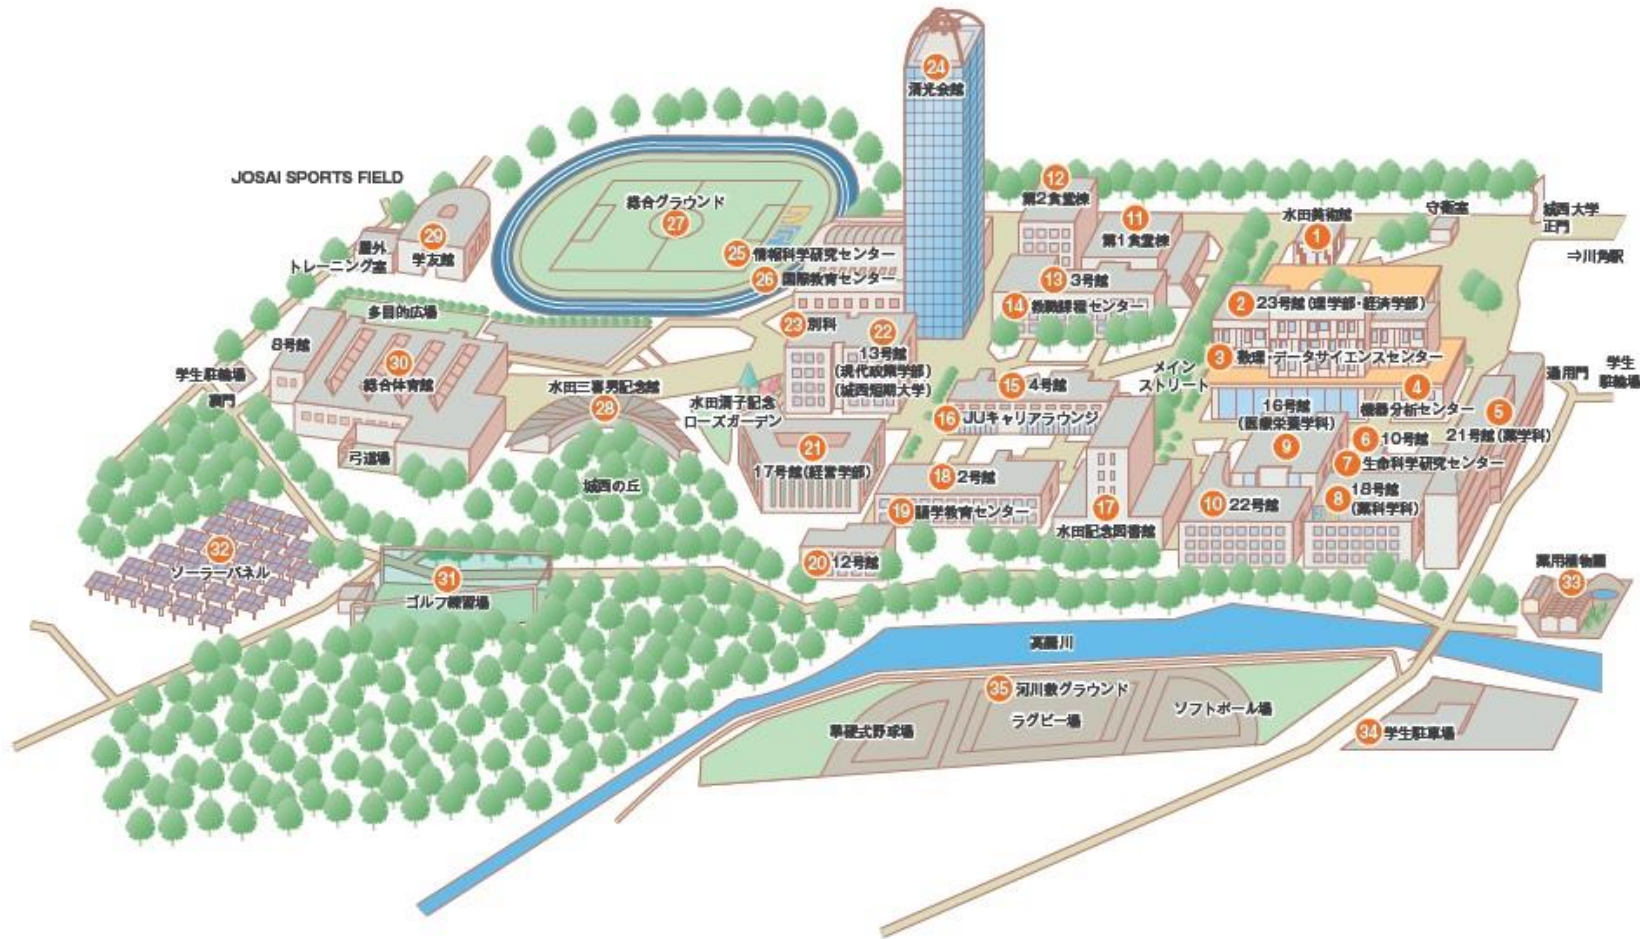 24
清光会館
JOSAI SPORTS FIELD
12
第2食堂棟
11
第1食堂棟
水田美術館
1
守衛室
城西大学
正門
⇒川角駅
総合グラウンド
27
29
学友館
屋外
トレーニング室
25 情報科学研究センター
26 国際教育センター
13 3号館
14 教職課程センター
2 23号館(理学部・経済学部)
3 数理・データサイエンスセンター
多目的広場
8号館
30
総合体育館
23 別科
22
13号館
(現代政策学部)
(城西短期大学)
メイン
ストリート
4
機器分析センター
通用門
学生
駐輪場
学生駐輪場
裏門
水田三喜男記念館
28
水田清子記念
ローズガーデン
15 4号館
16 JUキャリアラウンジ
16号館
(医療栄養学科)
9
5
21号館(薬学科)
6 10号館
7 生命科学研究センター
弓道場
城西の丘
21
17号館(経営学部)
18 2号館
19 語学教育センター
17
水田記念図書館
10 22号館
8 18号館
(薬科学科)
32
ソーラーパネル
31
ゴルフ練習場
20 12号館
薬用植物園
33
高麗川
35 河川敷グラウンド
準硬式野球場
ラグビー場
ソフトボール場
34 学生駐車場